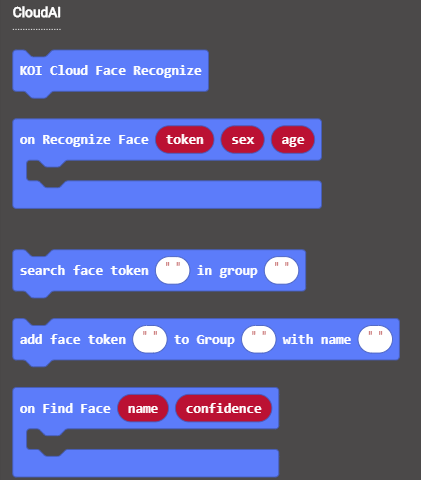 CloudAI
KOI Cloud Face Recognize
on Recognize Face token sex age
search face token " " in group " "
add face token " " to Group " " with name " "
on Find Face name confidence